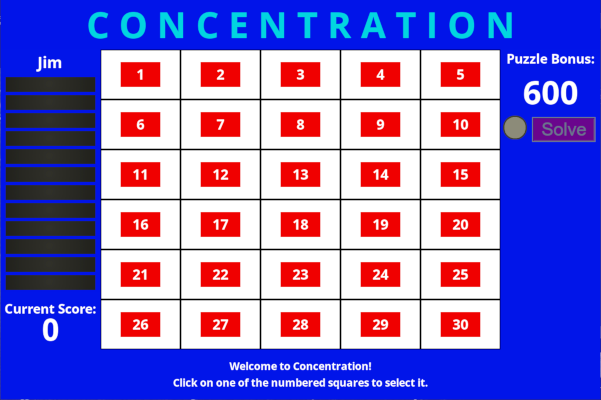 CONCENTRATION
Jim
Puzzle Bonus:
600
Solve
1 2 3 4 5
6 7 8 9 10
11 12 13 14 15
16 17 18 19 20
21 22 23 24 25
26 27 28 29 30
Current Score:
0
Welcome to Concentration!
Click on one of the numbered squares to select it.